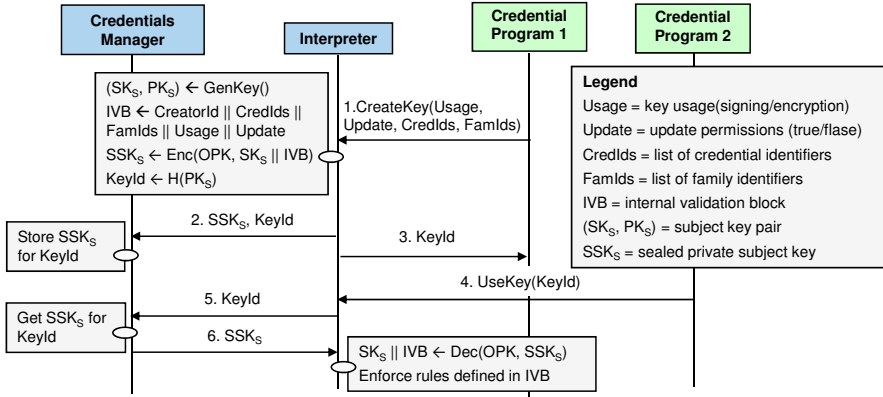 Credentials
Manager
Interpreter
Credential
Program 1
Credential
Program 2
(SKS, PKS) ← GenKey()
IVB ← CreatorId || CredIds ||
FamIds || Usage || Update
SSKS ← Enc(OPK, SKS || IVB)
KeyId ← H(PKS)
1.CreateKey(Usage,
Update, CredIds, FamIds)
Legend
Usage = key usage(signing/encryption)
Update = update permissions (true/flase)
CredIds = list of credential identifiers
FamIds = list of family identifiers
IVB = internal validation block
(SKS, PKS) = subject key pair
SSKS = sealed private subject key
2. SSKS, KeyId
Store SSKS
for KeyId
3. KeyId
4. UseKey(KeyId)
5. KeyId
Get SSKS for
KeyId
6. SSKS
SKS || IVB ← Dec(OPK, SSKS)
Enforce rules defined in IVB